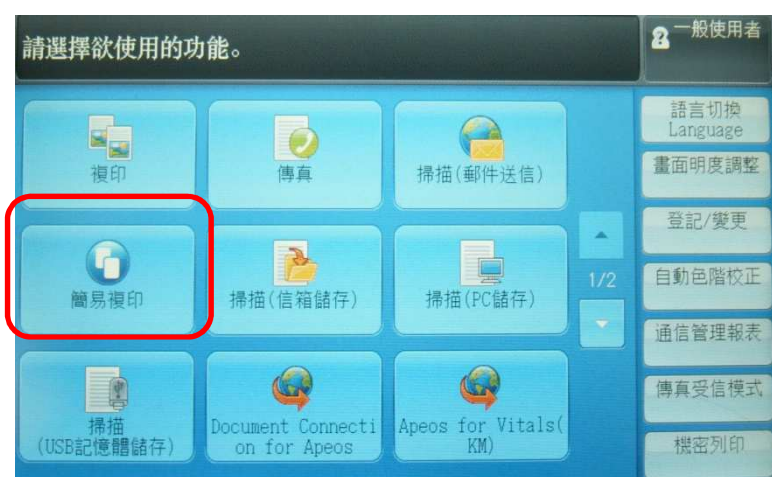 請選擇欲使用的功能。
一般使用者
複印
傳真
掃描(郵件送信)
簡易複印
掃描(信箱儲存)
掃描(PC儲存)
掃描
(USB記憶體儲存)
Document Connecti
on for Apeos
Apeos for Vitals(
KM)
1/2
語言切換
Language
畫面明度調整
登記/變更
自動色階校正
通信管理報表
傳真受信模式
機密列印